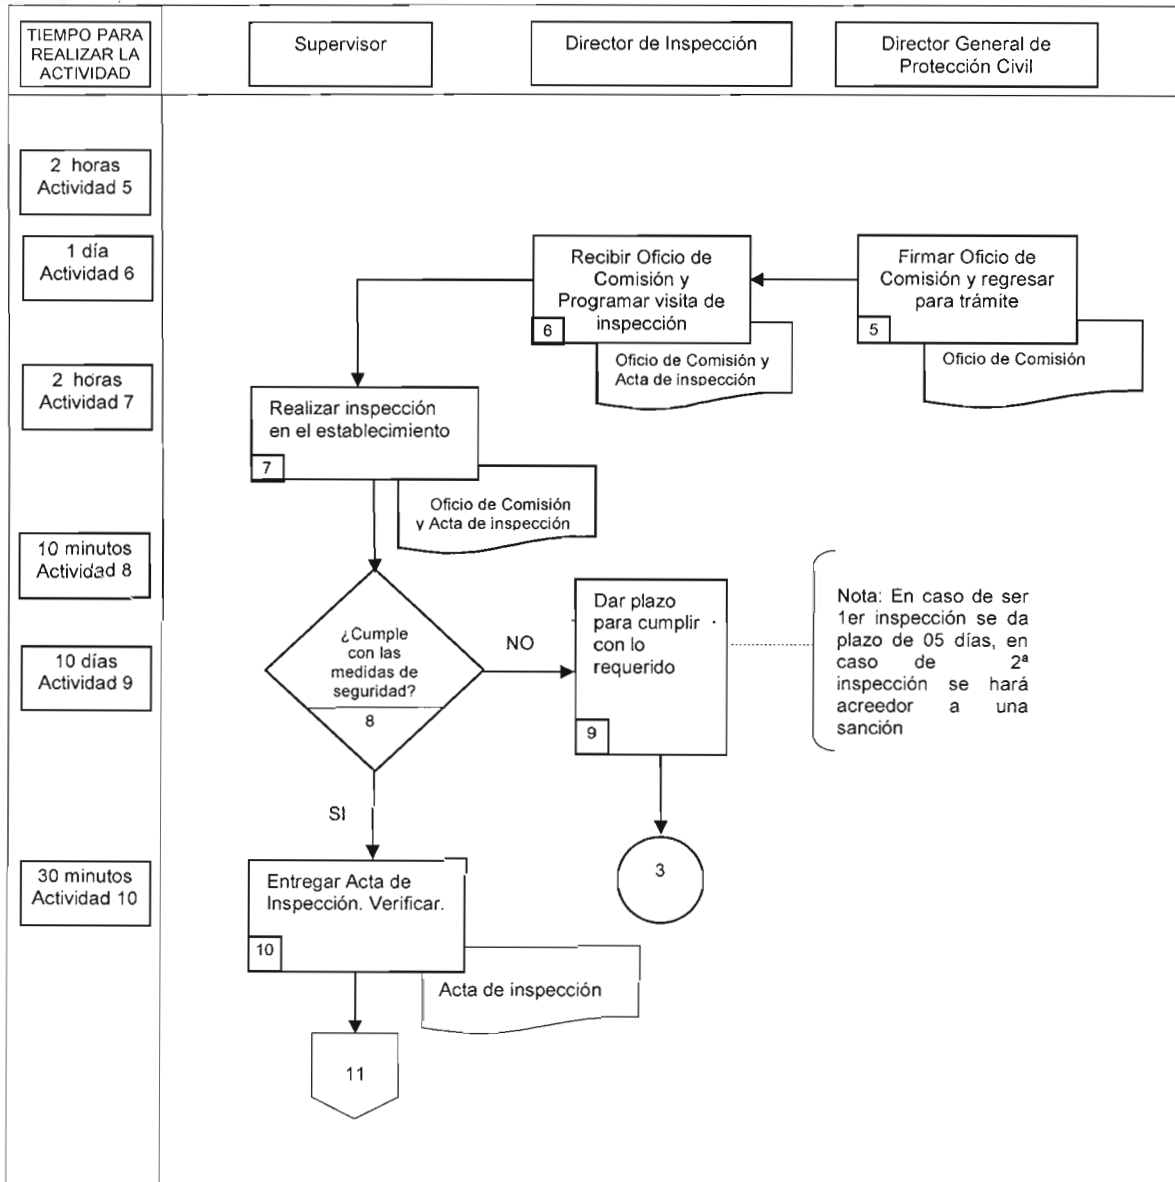 TIEMPO PARA
REALIZAR LA
ACTIVIDAD
Supervisor
Director de Inspección
Director General de
Protección Civil
2 horas
Actividad 5
1 día
Actividad 6
Recibir Oficio de
Comisión y
Programar visita de
inspección
6
Firmar Oficio de
Comisión y regresar
para trámite
5
Oficio de Comisión y
Acta de inspección
Oficio de Comisión
2 horas
Actividad 7
Realizar inspección
en el establecimiento
7
Oficio de Comisión
y Acta de inspección
10 minutos
Actividad 8
¿Cumple
con las
medidas de
seguridad?
8
NO
Dar plazo
para cumplir
con lo
requerido
9
Nota: En caso de ser
1er inspección se da
plazo de 05 días, en
caso de 2ª
inspección se hará
acreedor a una
sanción
10 días
Actividad 9
SI
3
30 minutos
Actividad 10
Entregar Acta de
Inspección. Verificar.
10
Acta de inspección
11